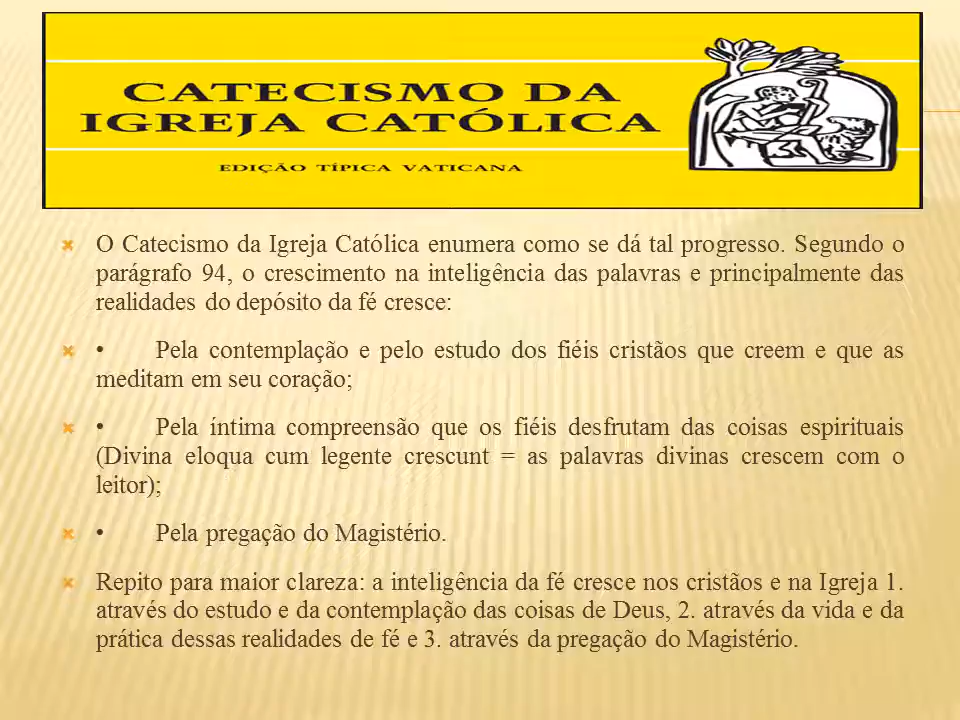 CATECISMO DA
IGREJA CATÓLICA
EDIÇÃO TÍPICA VATICANA
O Catecismo da Igreja Católica enumera como se dá tal progresso. Segundo o
parágrafo 94, o crescimento na inteligência das palavras e principalmente das
realidades do depósito da fé cresce:
• Pela contemplação e pelo estudo dos fiéis cristãos que creem e que as
meditam em seu coração;
• Pela íntima compreensão que os fiéis desfrutam das coisas espirituais
(Divina eloqua cum legente crescunt = as palavras divinas crescem com o
leitor);
• Pela pregação do Magistério.
Repito para maior clareza: a inteligência da fé cresce nos cristãos e na Igreja 1.
através do estudo e da contemplação das coisas de Deus, 2. através da vida e da
prática dessas realidades de fé e 3. através da pregação do Magistério.